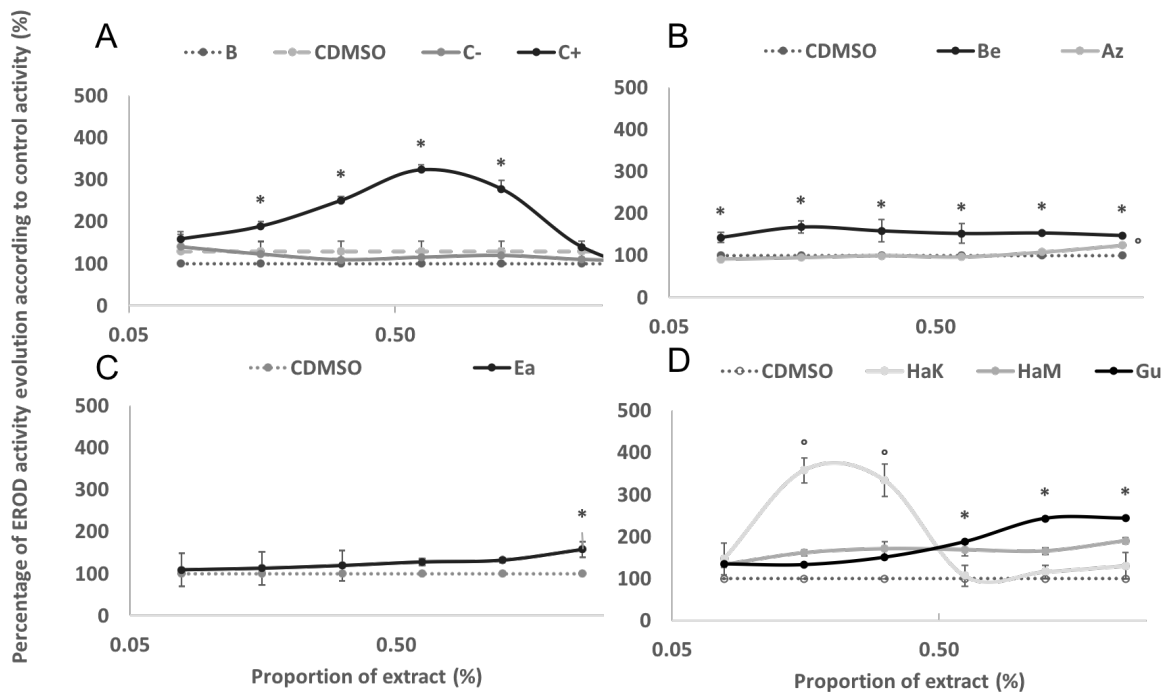 Percentage of EROD activity evolution according to control activity (%)
A
B CDMSO C- C+
500
400
300
200
100
0
0.05 0.50
* * * *
B
CDMSO Be Az
500
400
300
200
100
0
0.05 0.50
* * * * * *
°
C
CDMSO Ea
500
400
300
200
100
0
0.05 0.50
*
Proportion of extract (%)
D
CDMSO HaK HaM Gu
500
400
300
200
100
0
0.05 0.50
° °
* * *
Proportion of extract (%)